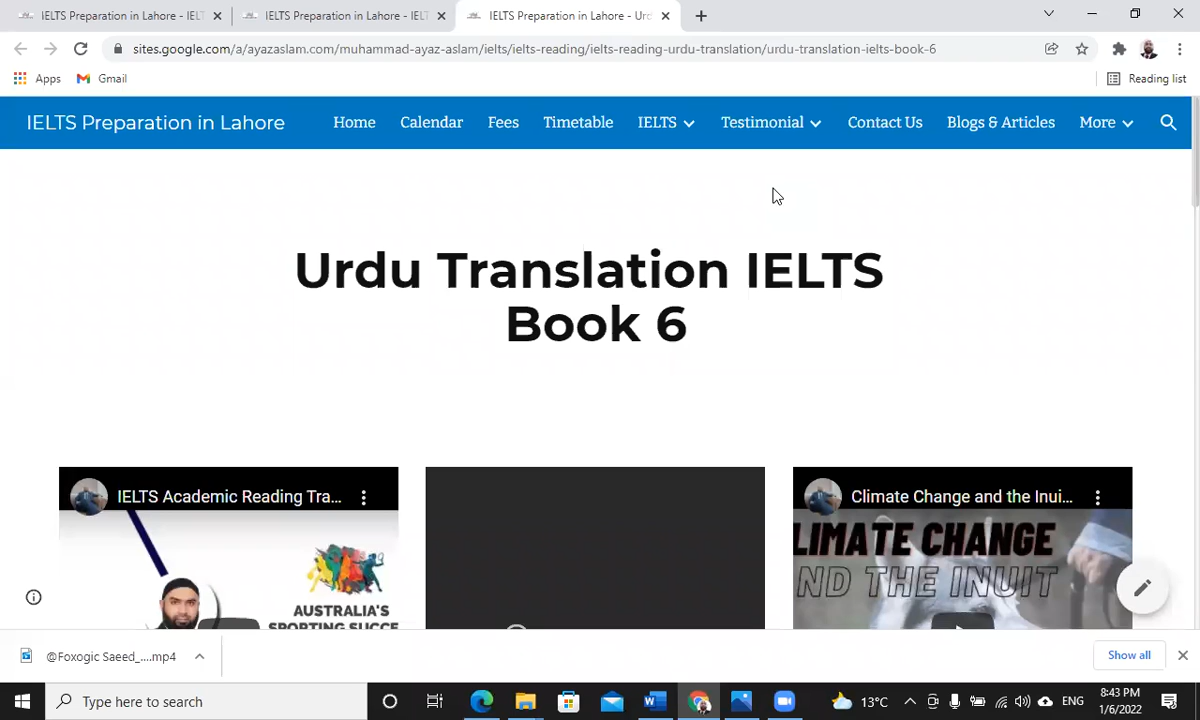 IELTS Preparation in Lahore - IELT
IELTS Preparation in Lahore - IELT
IELTS Preparation in Lahore - Urd
sites.google.com/a/ayazaslam.com/muhammad-ayaz-aslam/ielts/ielts-reading/ielts-reading-urdu-translation/urdu-translation-ielts-book-6
Apps Gmail Reading list
IELTS Preparation in Lahore Home Calendar Fees Timetable IELTS Testimonial Contact Us Blogs & Articles More
Urdu Translation IELTS
Book 6
IELTS Academic Reading Tra...
AUSTRALIA'S
SPORTING SUCCE
Climate Change and the Inui...
LIMATE CHANGE
ND THE INUIT
@Foxogic Saeed_....mp4 Show all
Type here to search 13°C ENG 8:43 PM
1/6/2022